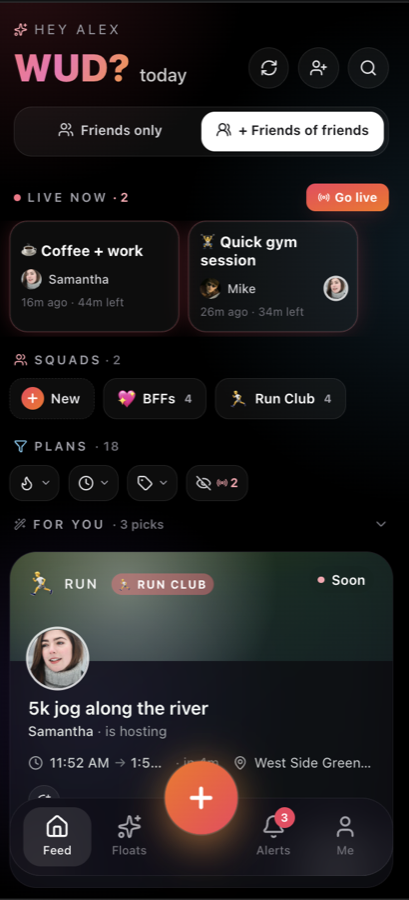 HEY ALEX
WUD? today
Friends only
+ Friends of friends
LIVE NOW · 2
Go live
Coffee + work
Samantha
16m ago · 44m left
Quick gym
session
Mike
26m ago · 34m left
SQUADS · 2
New
BFFs 4
Run Club 4
PLANS · 18
2
FOR YOU · 3 picks
RUN
RUN CLUB
Soon
5k jog along the river
Samantha · is hosting
11:52 AM → 1:5...
West Side Green...
Feed
Floats
Alerts
3
Me